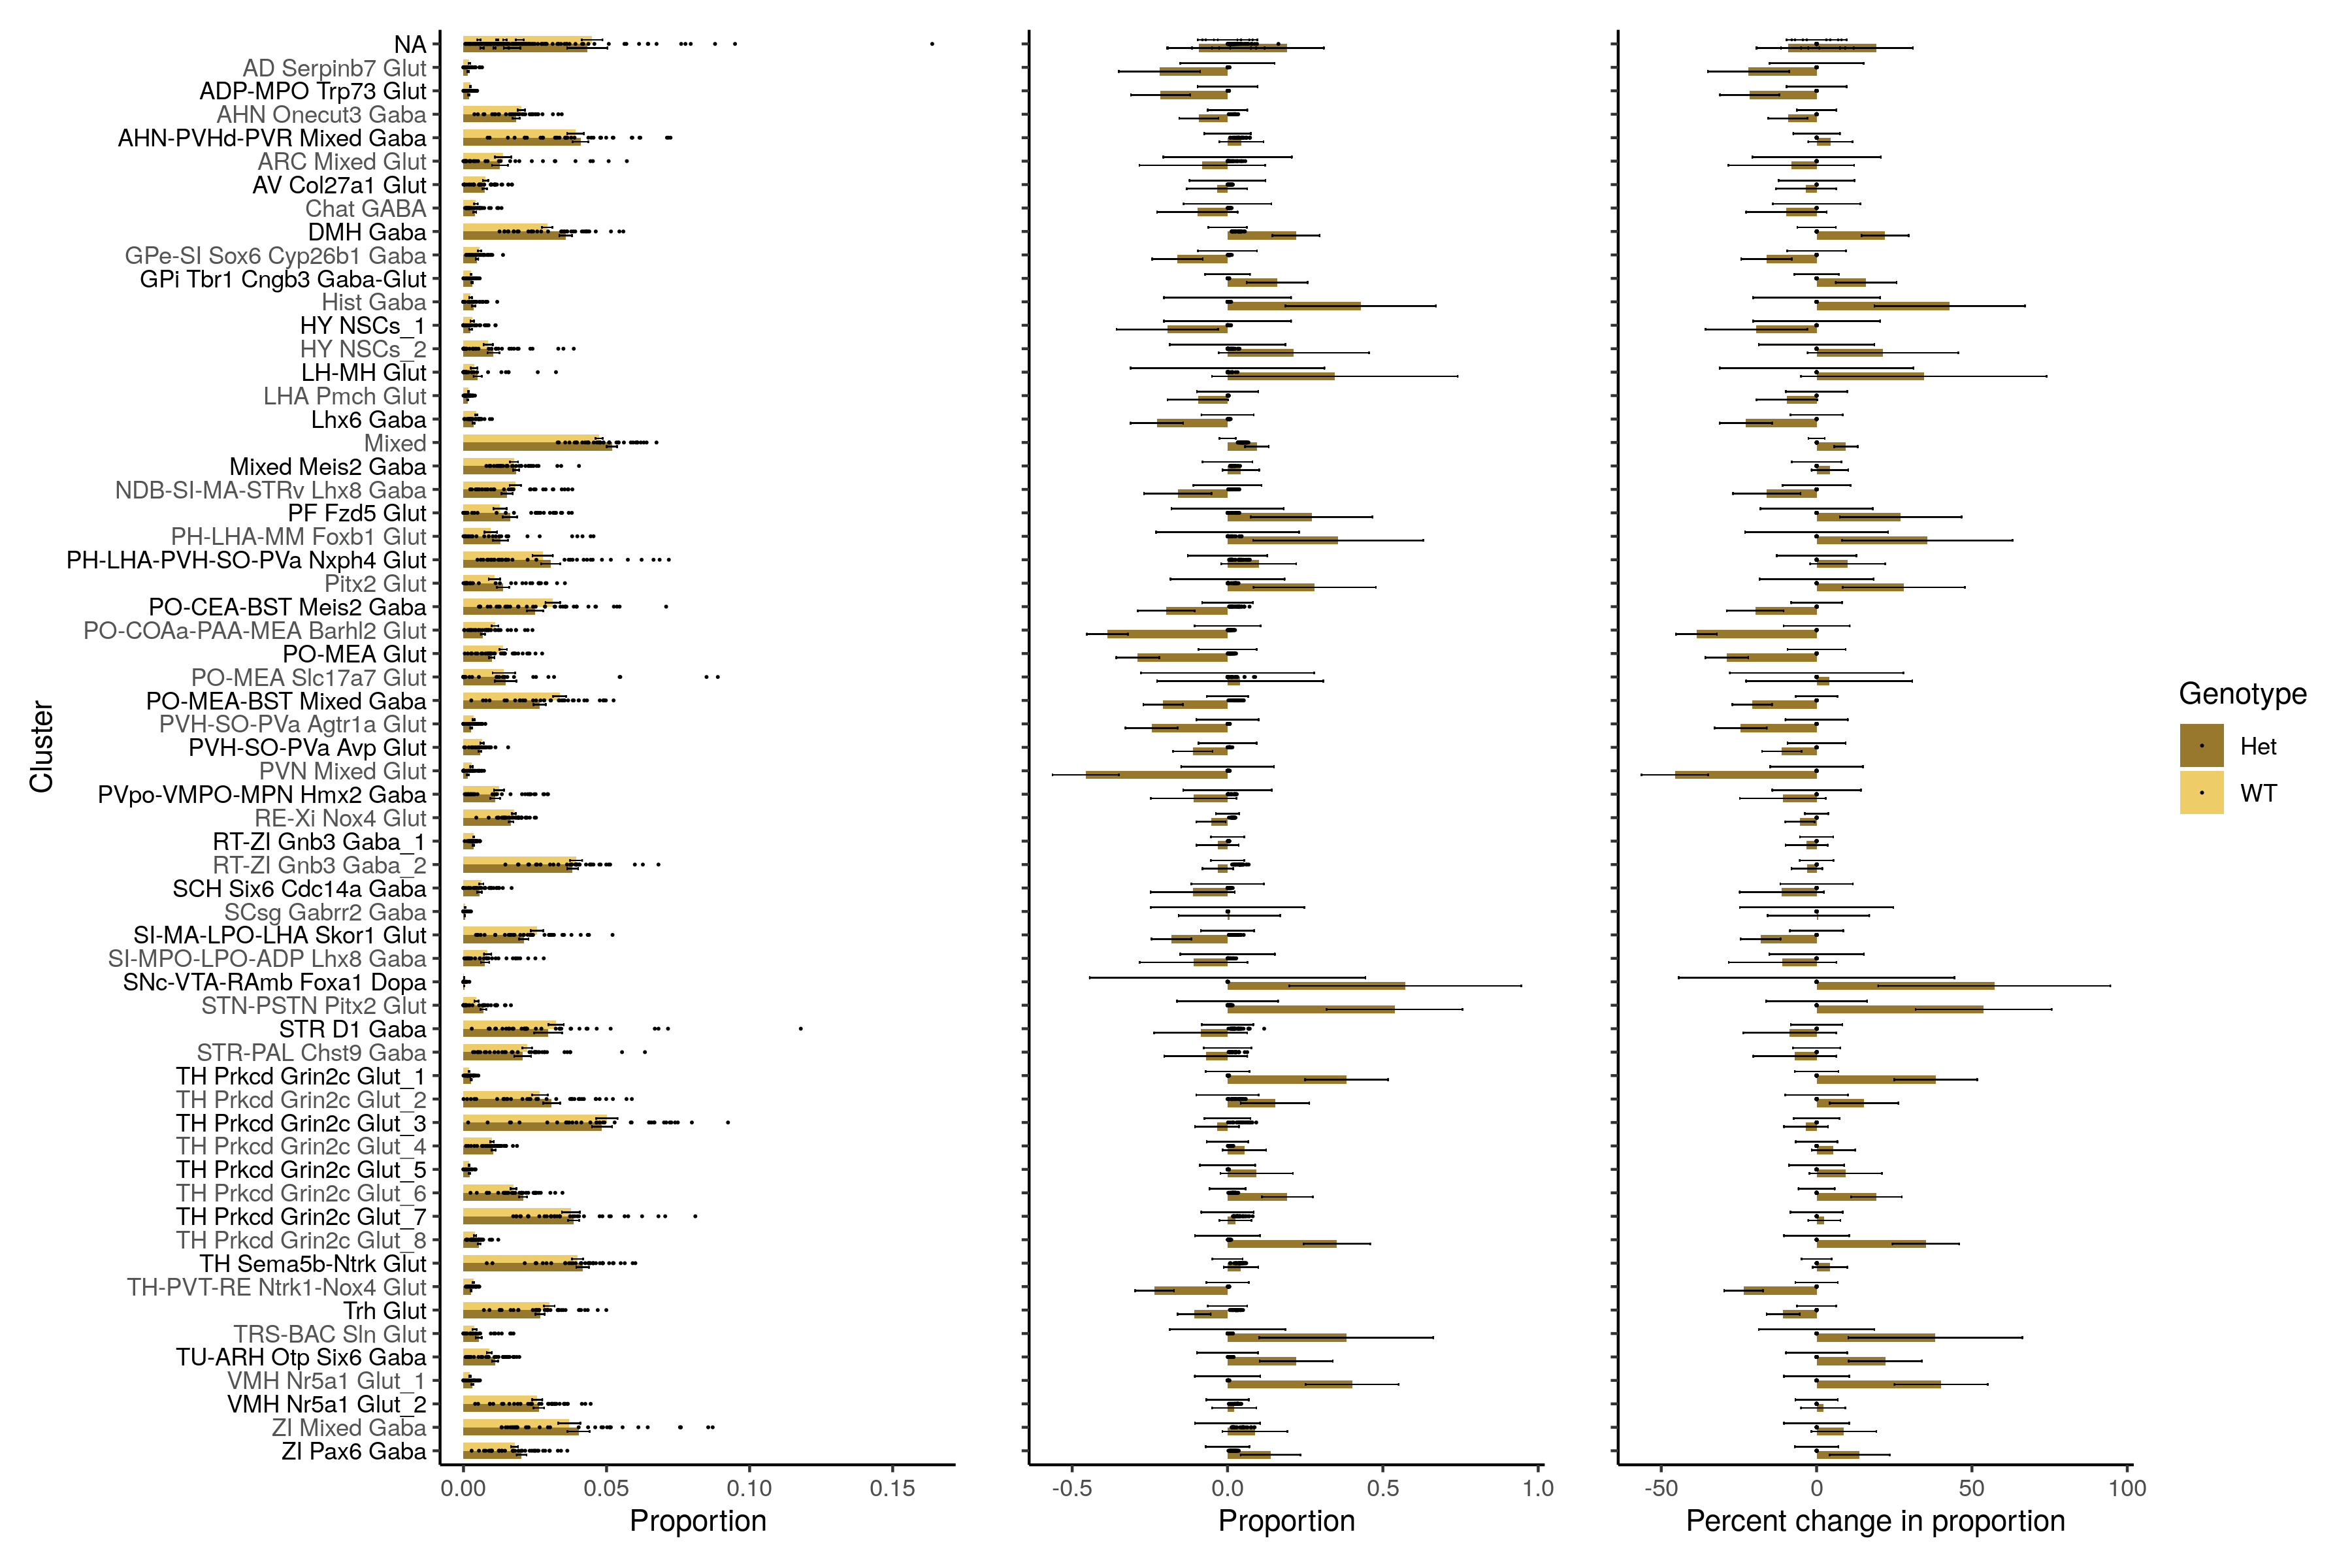 NA
AD Serpinb7 Glut
ADP-MPO Trp73 Glut
AHN Onecut3 Gaba
AHN-PVHd-PVR Mixed Gaba
ARC Mixed Glut
AV Col27a1 Glut
Chat GABA
DMH Gaba
GPe-SI Sox6 Cyp26b1 Gaba
GPi Tbr1 Cngb3 Gaba-Glut
Hist Gaba
HY NSCs_1
HY NSCs_2
LH-MH Glut
LHA Pmch Glut
Lhx6 Gaba
Mixed
Mixed Meis2 Gaba
NDB-SI-MA-STRv Lhx8 Gaba
PF Fzd5 Glut
PH-LHA-MM Foxb1 Glut
PH-LHA-PVH-SO-PVa Nxph4 Glut
Pitx2 Glut
PO-CEA-BST Meis2 Gaba
PO-COAa-PAA-MEA Barhl2 Glut
PO-MEA Glut
PO-MEA Slc17a7 Glut
PO-MEA-BST Mixed Gaba
PVH-SO-PVa Agtr1a Glut
PVH-SO-PVa Avp Glut
PVN Mixed Glut
PVpo-VMPO-MPN Hmx2 Gaba
RE-Xi Nox4 Glut
RT-ZI Gnb3 Gaba_1
RT-ZI Gnb3 Gaba_2
SCH Six6 Cdc14a Gaba
SCsg Gabrr2 Gaba
SI-MA-LPO-LHA Skor1 Glut
SI-MPO-LPO-ADP Lhx8 Gaba
SNc-VTA-RAmb Foxa1 Dopa
STN-PSTN Pitx2 Glut
STR D1 Gaba
STR-PAL Chst9 Gaba
TH Prkcd Grin2c Glut_1
TH Prkcd Grin2c Glut_2
TH Prkcd Grin2c Glut_3
TH Prkcd Grin2c Glut_4
TH Prkcd Grin2c Glut_5
TH Prkcd Grin2c Glut_6
TH Prkcd Grin2c Glut_7
TH Prkcd Grin2c Glut_8
TH Sema5b-Ntrk Glut
TH-PVT-RE Ntrk1-Nox4 Glut
Trh Glut
TRS-BAC Sln Glut
TU-ARH Otp Six6 Gaba
VMH Nr5a1 Glut_1
VMH Nr5a1 Glut_2
ZI Mixed Gaba
ZI Pax6 Gaba
Cluster
0.00 0.05 0.10 0.15
Proportion
-0.5 0.0 0.5 1.0
Proportion
-50 0 50 100
Percent change in proportion
Genotype
Het
WT